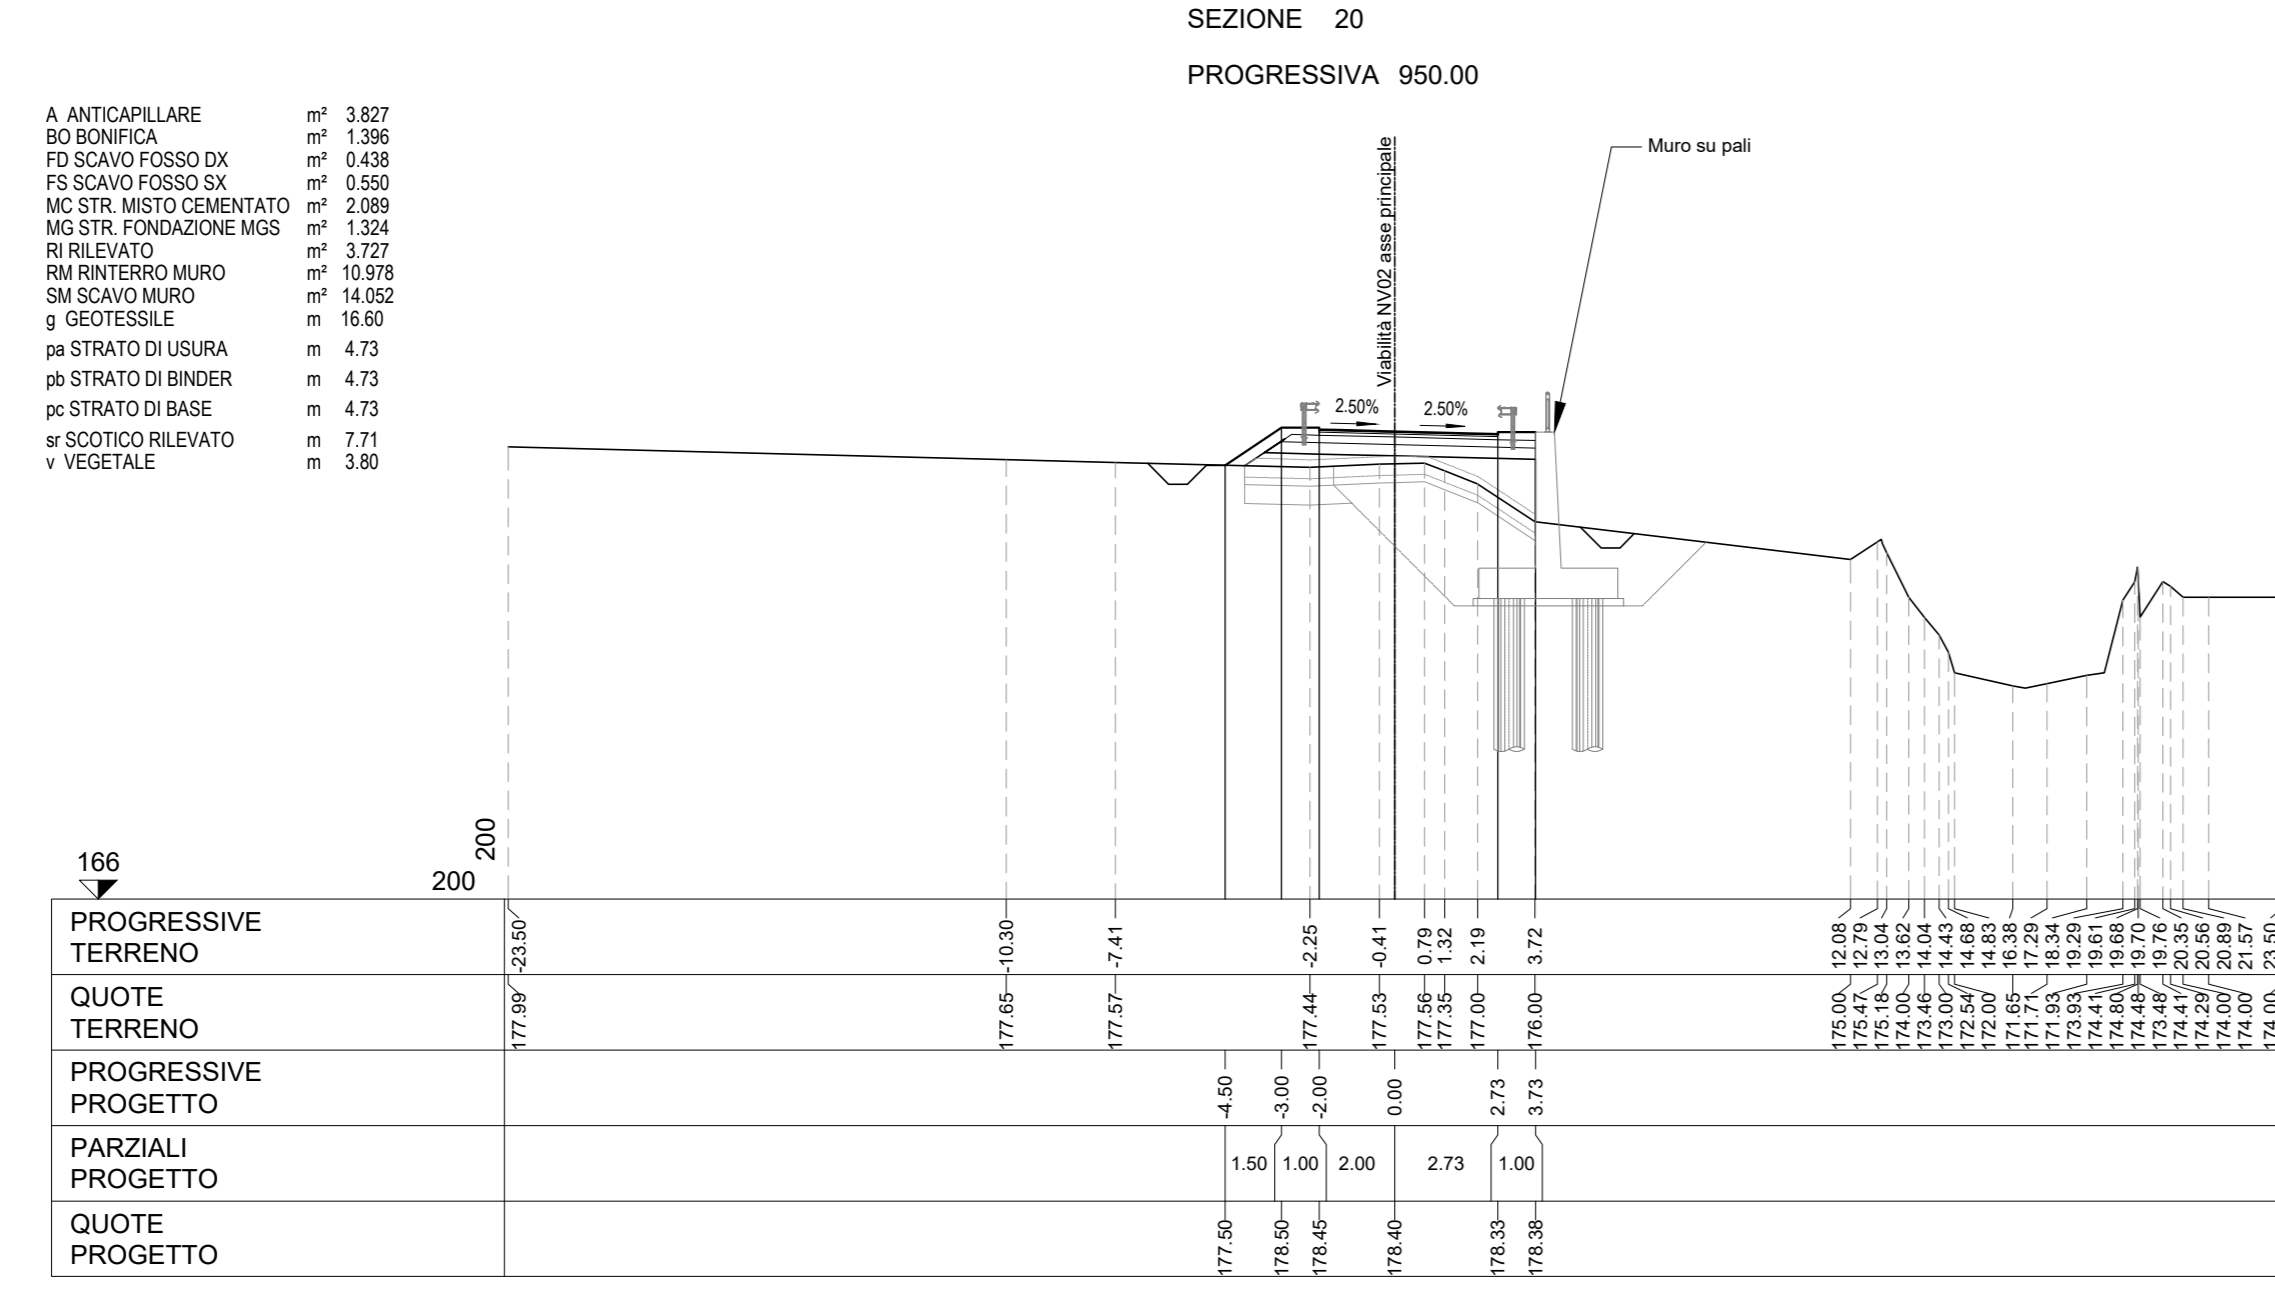 SEZIONE 20
PROGRESSIVA 950.00
A ANTICAPILLARE m² 3.827
BO BONIFICA m² 1.396
FD SCAVO FOSSO DX m² 0.438
FS SCAVO FOSSO SX m² 0.550
MC STR. MISTO CEMENTATO m² 2.089
MG STR. FONDAZIONE MGS m² 1.324
RI RILEVATO m² 3.727
RM RINTERRO MURO m² 10.978
SM SCAVO MURO m² 14.052
g GEOTESSILE m 16.60
pa STRATO DI USURA m 4.73
pb STRATO DI BINDER m 4.73
pc STRATO DI BASE m 4.73
sr SCOTICO RILEVATO m 7.71
v VEGETALE m 3.80
Viabilità NV02 asse principale
Muro su pali
2.50% 2.50%
200
166
200
PROGRESSIVE
TERRENO
-23.50 -10.30 -7.41 -2.25 -0.41 0.79 1.32 2.19 3.72 12.08 12.79 13.04 13.62 14.04 14.43 14.68 14.83 16.38 17.29 18.34 19.29 19.61 19.68 19.70 19.76 20.35 20.56 20.89 21.57 23.50
QUOTE
TERRENO
177.99 177.65 177.57 177.44 177.53 177.56 177.35 177.00 176.00 175.00 175.47 175.18 174.00 173.46 173.00 172.54 172.00 171.65 171.71 171.93 173.93 174.41 174.80 174.48 173.48 174.41 174.29 174.00 174.00 174.00
PROGRESSIVE
PROGETTO
-4.50 -3.00 -2.00 0.00 2.73 3.73
PARZIALI
PROGETTO
1.50 1.00 2.00 2.73 1.00
QUOTE
PROGETTO
177.50 178.50 178.45 178.40 178.33 178.38